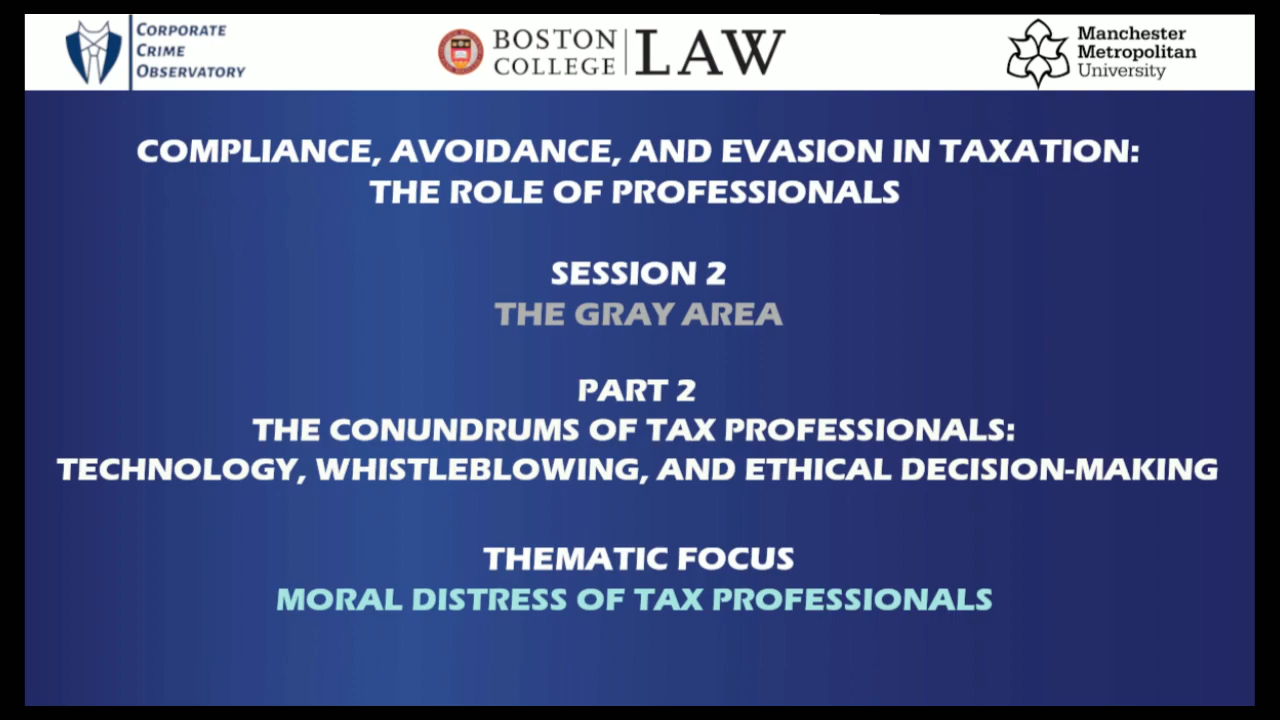 CORPORATE
CRIME
OBSERVATORY
BOSTON
COLLEGE
LAW
Manchester
Metropolitan
University
COMPLIANCE, AVOIDANCE, AND EVASION IN TAXATION:
THE ROLE OF PROFESSIONALS
SESSION 2
THE GRAY AREA
PART 2
THE CONUNDRUMS OF TAX PROFESSIONALS:
TECHNOLOGY, WHISTLEBLOWING, AND ETHICAL DECISION-MAKING
THEMATIC FOCUS
MORAL DISTRESS OF TAX PROFESSIONALS